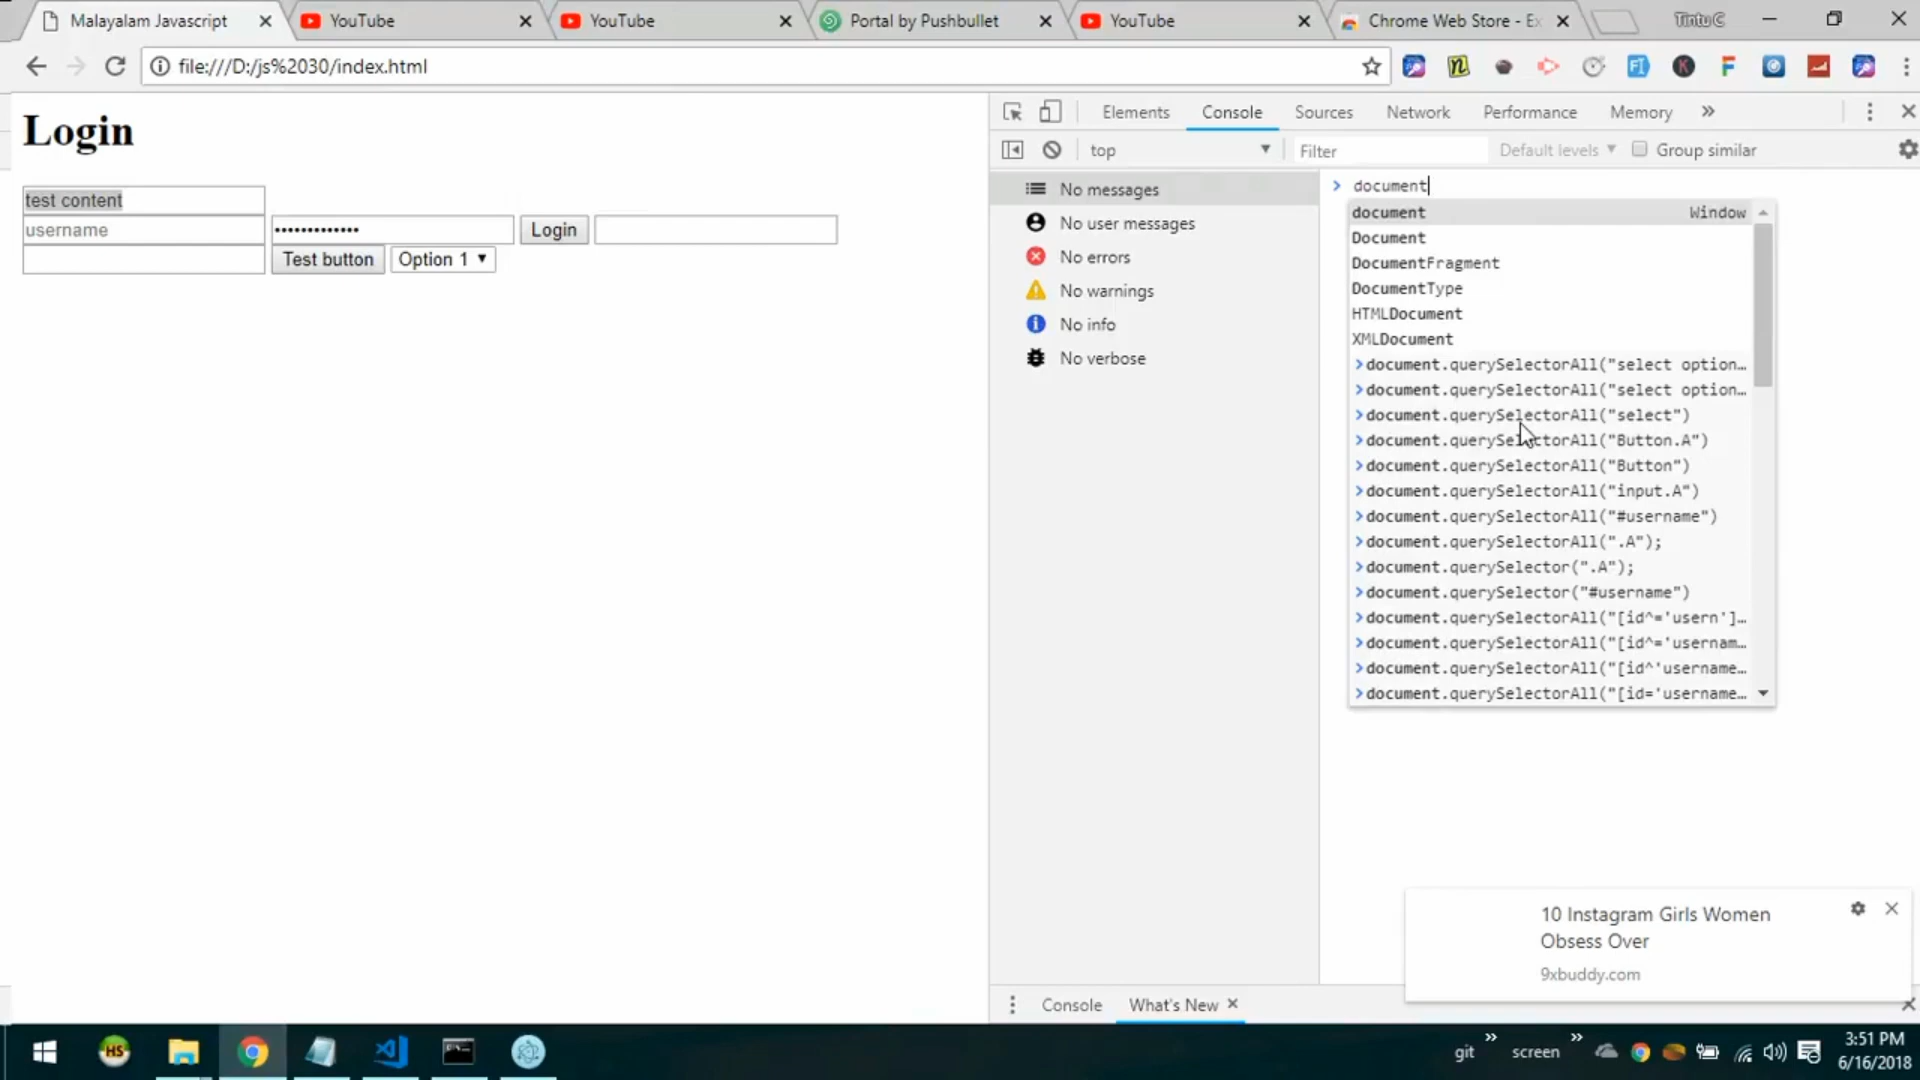 Malayalam Javascript
YouTube
YouTube
Portal by Pushbullet
YouTube
Chrome Web Store - Ex
Tintu C
file:///D:/js%2030/index.html
Login
test content
username
•••••••••••••
Login
Test button
Option 1
Elements
Console
Sources
Network
Performance
Memory
top
Filter
Default levels
Group similar
No messages
No user messages
No errors
No warnings
No info
No verbose
document
document Window
Document
DocumentFragment
DocumentType
HTMLDocument
XMLDocument
>document.querySelectorAll("select option…
>document.querySelectorAll("select option…
>document.querySelectorAll("select")
>document.querySelectorAll("Button.A")
>document.querySelectorAll("Button")
>document.querySelectorAll("input.A")
>document.querySelectorAll("#username")
>document.querySelectorAll(".A");
>document.querySelector(".A");
>document.querySelector("#username")
>document.querySelectorAll("[id^='usern']…
>document.querySelectorAll("[id^='usernam…
>document.querySelectorAll("[id^'username…
>document.querySelectorAll("[id='username…
10 Instagram Girls Women
Obsess Over
9xbuddy.com
Console
What's New
HS
git
screen
3:51 PM
6/16/2018